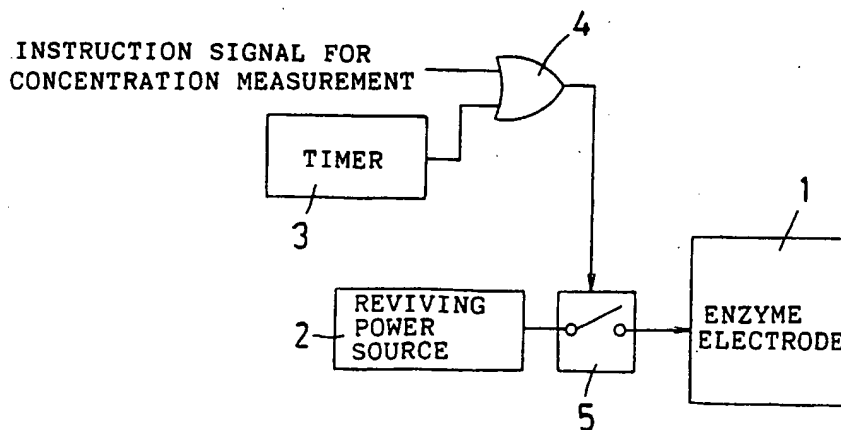 4
INSTRUCTION SIGNAL FOR
CONCENTRATION MEASUREMENT
TIMER
3
1
REVIVING
POWER
SOURCE
2
ENZYME
ELECTRODE
5